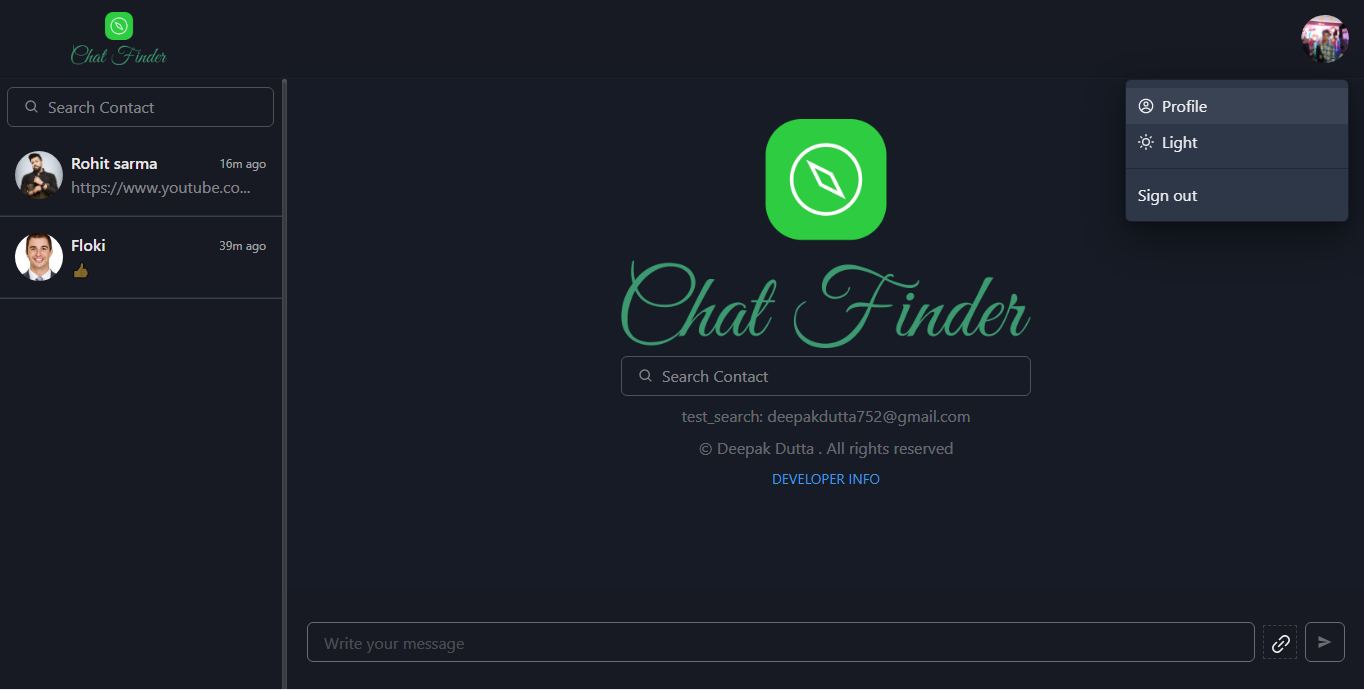 Chat Finder
Search Contact
Rohit sarma
16m ago
https://www.youtube.co...
Floki
39m ago
Profile
Light
Sign out
Chat Finder
Search Contact
test_search: deepakdutta752@gmail.com
© Deepak Dutta . All rights reserved
DEVELOPER INFO
Write your message